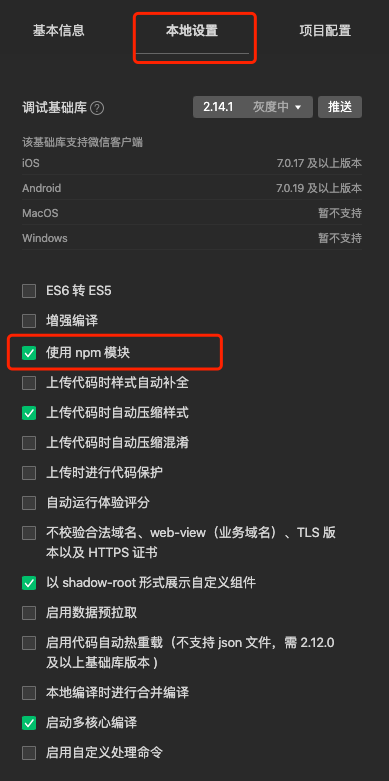 基本信息 本地设置 项目配置
调试基础库 ? 2.14.1 灰度中 推送
该基础库支持微信客户端
iOS 7.0.17 及以上版本
Android 7.0.19 及以上版本
MacOS 暂不支持
Windows 暂不支持
ES6 转 ES5
增强编译
使用 npm 模块
上传代码时样式自动补全
上传代码时自动压缩样式
上传代码时自动压缩混淆
上传时进行代码保护
自动运行体验评分
不校验合法域名、web-view（业务域名）、TLS 版
本以及 HTTPS 证书
以 shadow-root 形式展示自定义组件
启用数据预拉取
启用代码自动热重载（不支持 json 文件，需 2.12.0
及以上基础库版本 )
本地编译时进行合并编译
启动多核心编译
启用自定义处理命令